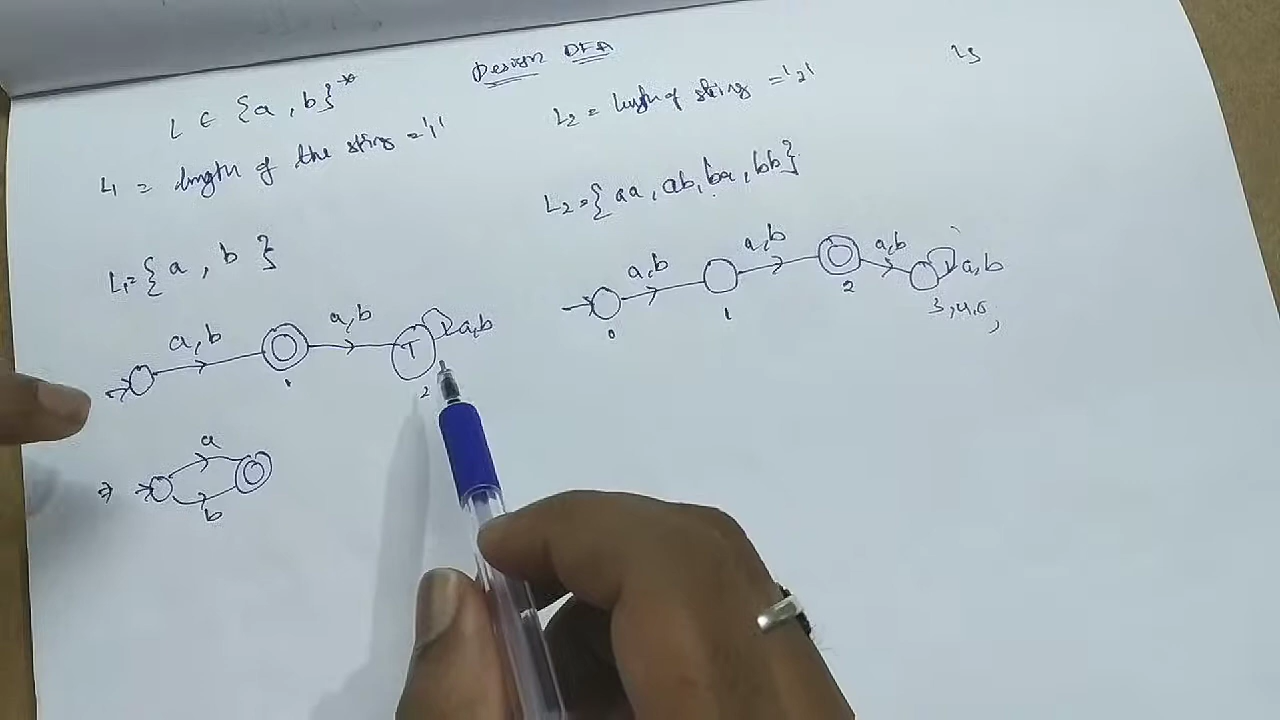 Design DFA
L ∈ {a, b}*
L1 = length of the string = '1'
L1 = {a, b}
a,b
a,b
T
a,b
1
2
⇒
a
b
L2 = length of string = '2'
L2 = {aa, ab, ba, bb}
a,b
a,b
a,b
a,b
0
1
2
3,4,5,